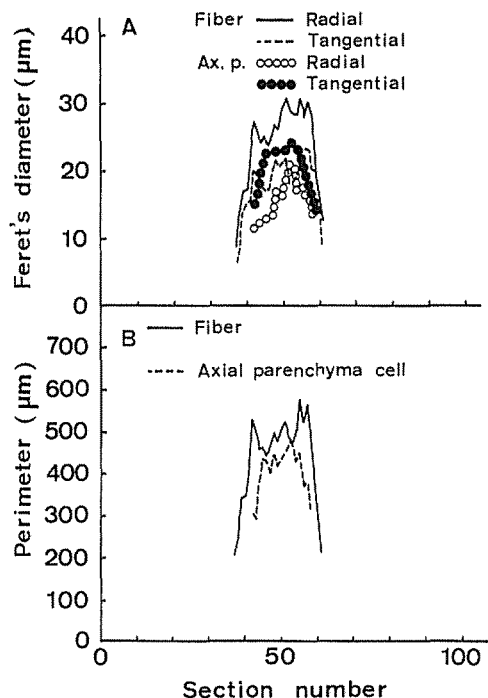 A
Fiber — Radial
---- Tangential
Ax. p. ○○○○○ Radial
●●●● Tangential
40
30
20
10
0
Feret's diameter (μm)
B
— Fiber
---- Axial parenchyma cell
700
600
500
400
300
200
100
0
Perimeter (μm)
0 50 100
Section number